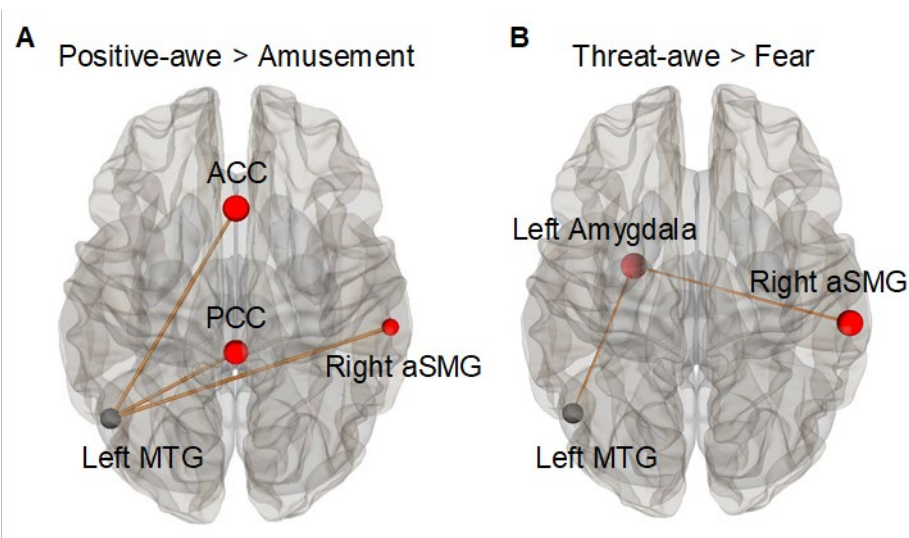 A
Positive-awe > Amusement
ACC
PCC
Right aSMG
Left MTG
B
Threat-awe > Fear
Left Amygdala
Right aSMG
Left MTG